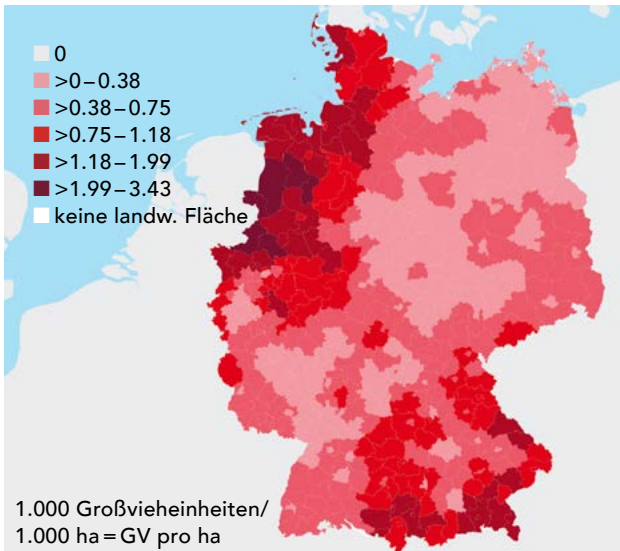 0
>0–0.38
>0.38–0.75
>0.75–1.18
>1.18–1.99
>1.99–3.43
keine landw. Fläche
1.000 Großvieheinheiten/
1.000 ha=GV pro ha